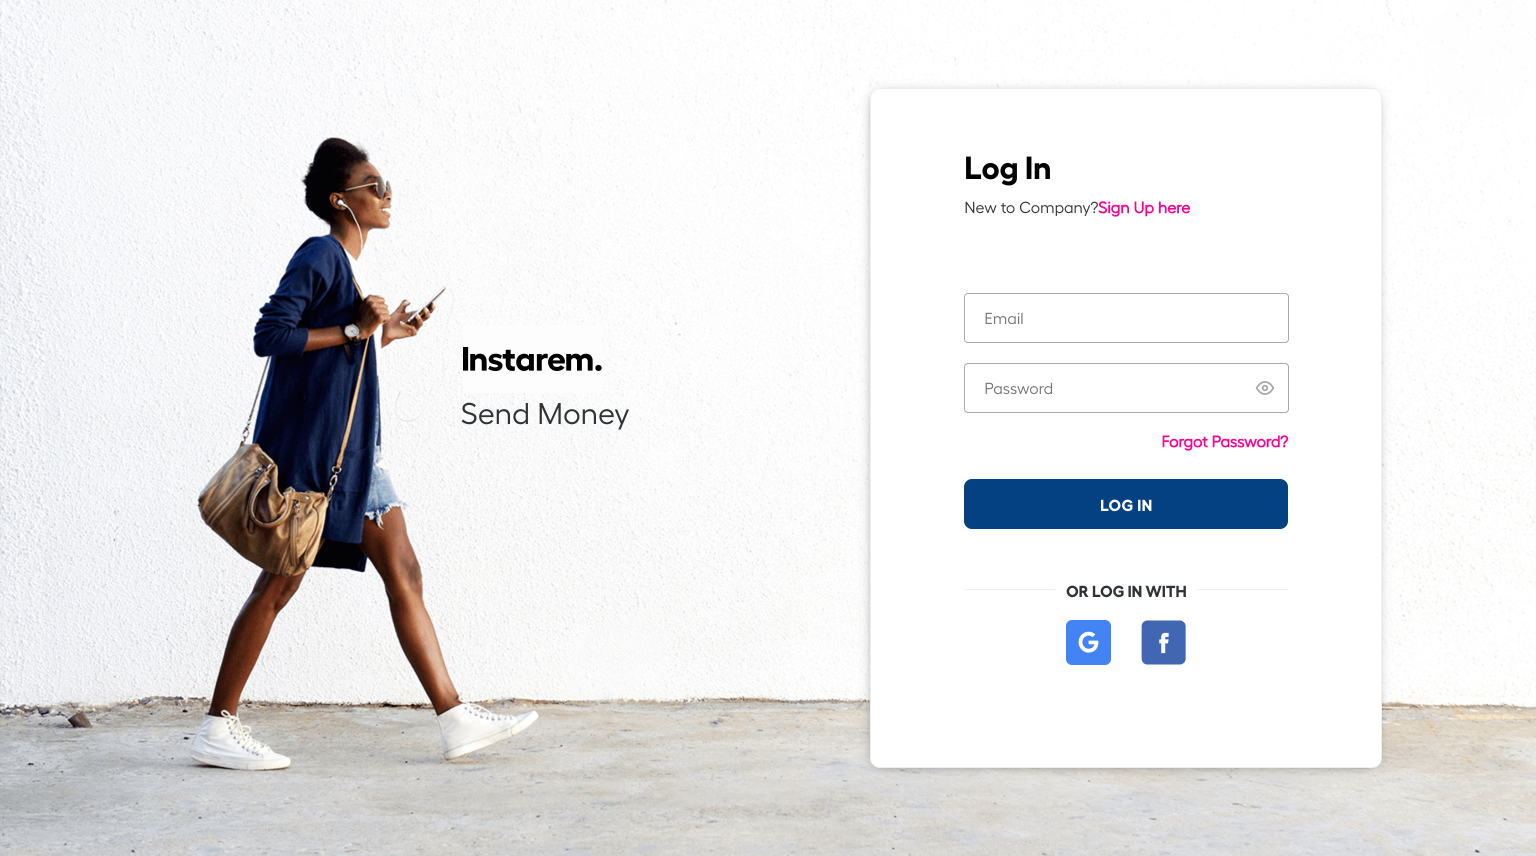 Instarem.
Send Money
Log In
New to Company?Sign Up here
Email
Password
Forgot Password?
LOG IN
OR LOG IN WITH
G
f